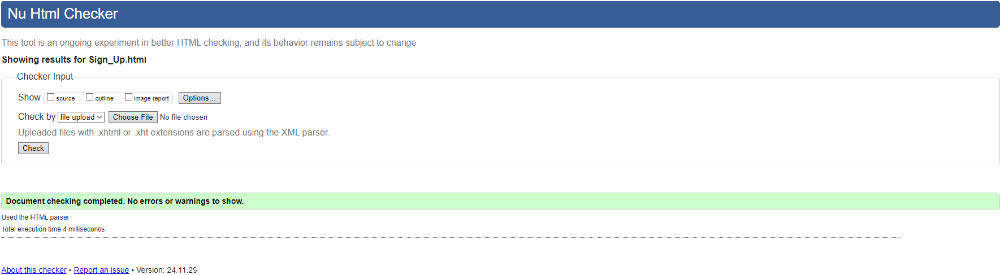 Nu Html Checker
This tool is an ongoing experiment in better HTML checking, and its behavior remains subject to change
Showing results for Sign_Up.html
Checker Input
Show source outline image report Options...
Check by file upload Choose File No file chosen
Uploaded files with .xhtml or .xht extensions are parsed using the XML parser.
Check
Document checking completed. No errors or warnings to show.
Used the HTML parser
Total execution time 4 milliseconds
About this checker • Report an issue • Version: 24.11.29